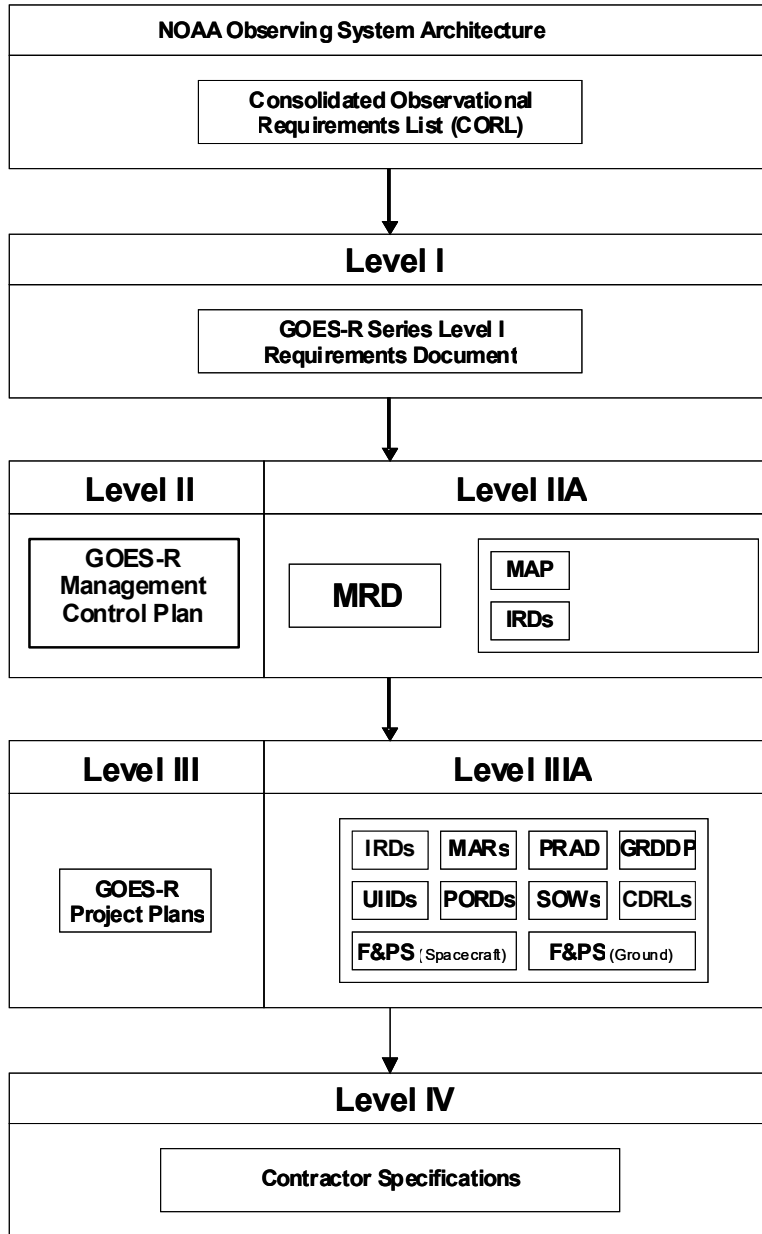 NOAA Observing System Architecture
Consolidated Observational
Requirements List (CORL)
Level I
GOES-R Series Level I
Requirements Document
Level II
Level IIA
GOES-R
Management
Control Plan
MRD
MAP
IRDs
Level III
Level IIIA
GOES-R
Project Plans
IRDs MARs PRAD GRDDP
UIIDs PORDs SOWs CDRLs
F&PS (Spacecraft) F&PS (Ground)
Level IV
Contractor Specifications